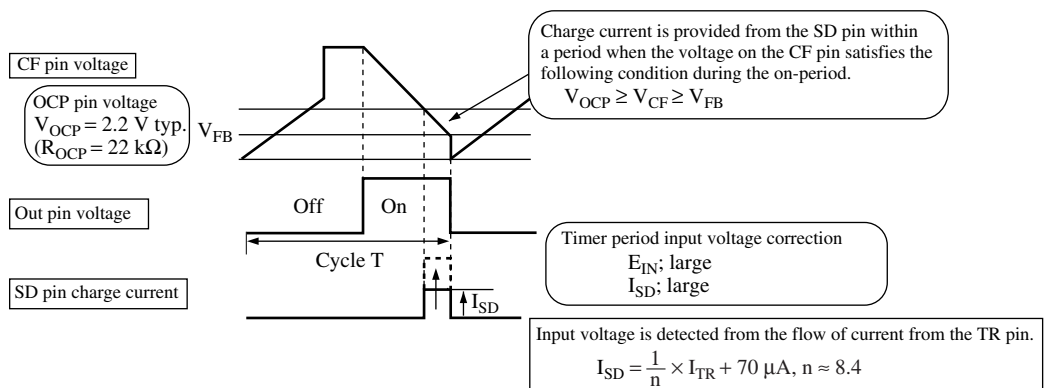 CF pin voltage
OCP pin voltage
V_OCP = 2.2 V typ.
(R_OCP = 22 kΩ)
V_FB
Charge current is provided from the SD pin within
a period when the voltage on the CF pin satisfies the
following condition during the on-period.
V_OCP ≥ V_CF ≥ V_FB
Out pin voltage
Off
On
Cycle T
Timer period input voltage correction
E_IN; large
I_SD; large
SD pin charge current
I_SD
Input voltage is detected from the flow of current from the TR pin.
I_SD = 1/n × I_TR + 70 μA, n ≈ 8.4